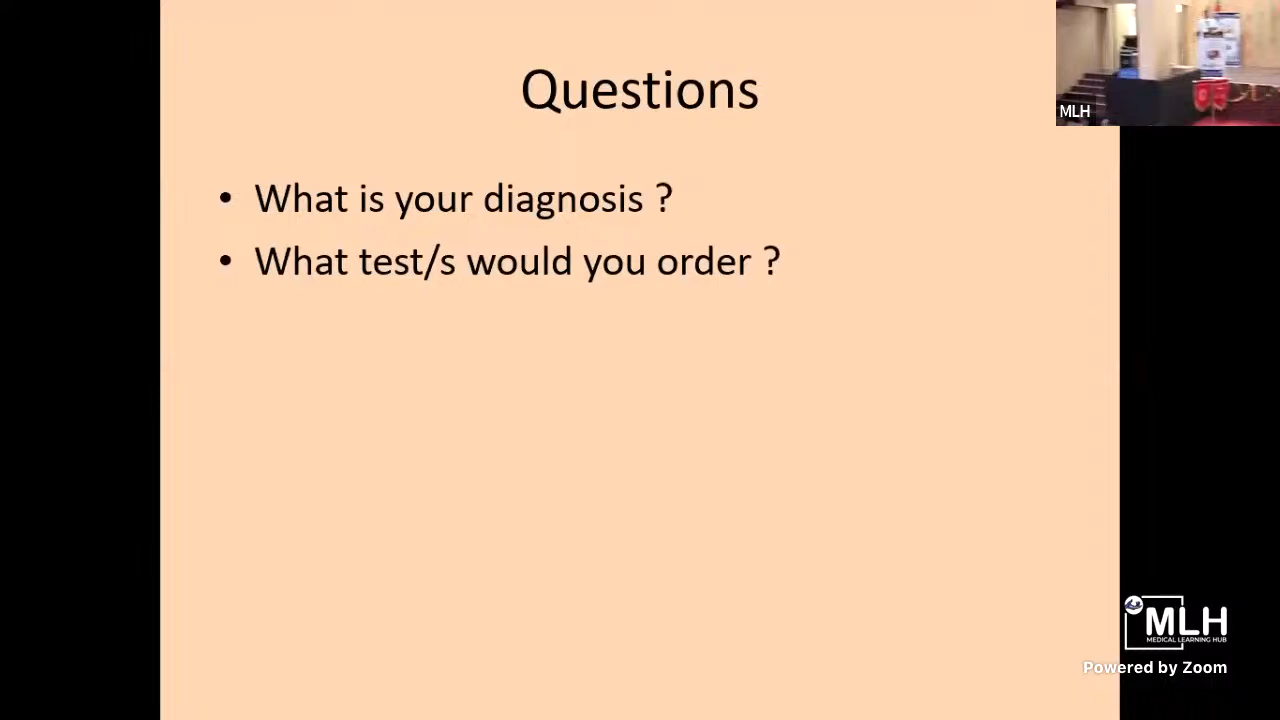 Questions
MLH
• What is your diagnosis ?
• What test/s would you order ?
MLH
MEDICAL LEARNING HUB
Powered by Zoom